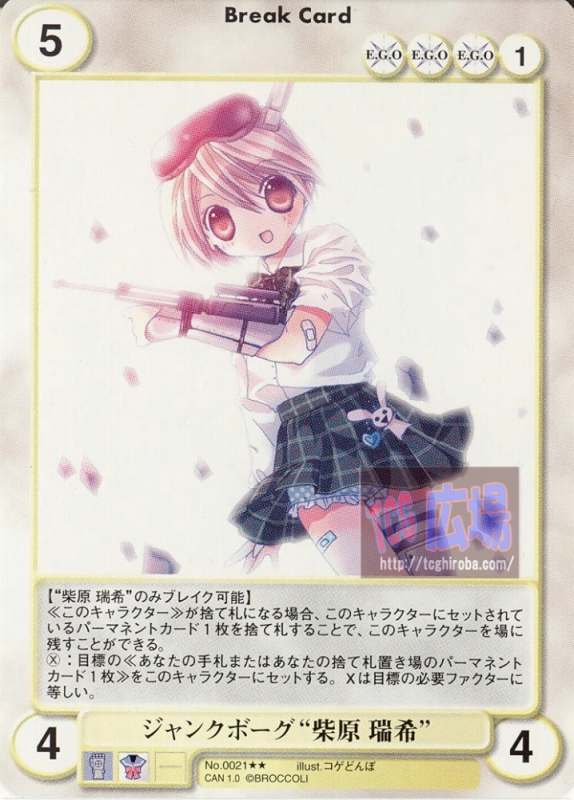 Break Card
5
E.G.O E.G.O E.G.O 1
TCG広場
http://tcghiroba.com/
【“柴原 瑞希”のみブレイク可能】
≪このキャラクター≫が捨て札になる場合、このキャラクターにセットされて
いるパーマネントカード1枚を捨て札することで、このキャラクターを場に
残すことができる。
Ⓧ：目標の≪あなたの手札またはあなたの捨て札置き場のパーマネント
カード1枚≫をこのキャラクターにセットする。Xは目標の必要ファクターに
等しい。
ジャンクボーグ“柴原 瑞希”
4
4
No.0021★★ illust.コゲどんぼ
CAN 1.0 ©BROCCOLI